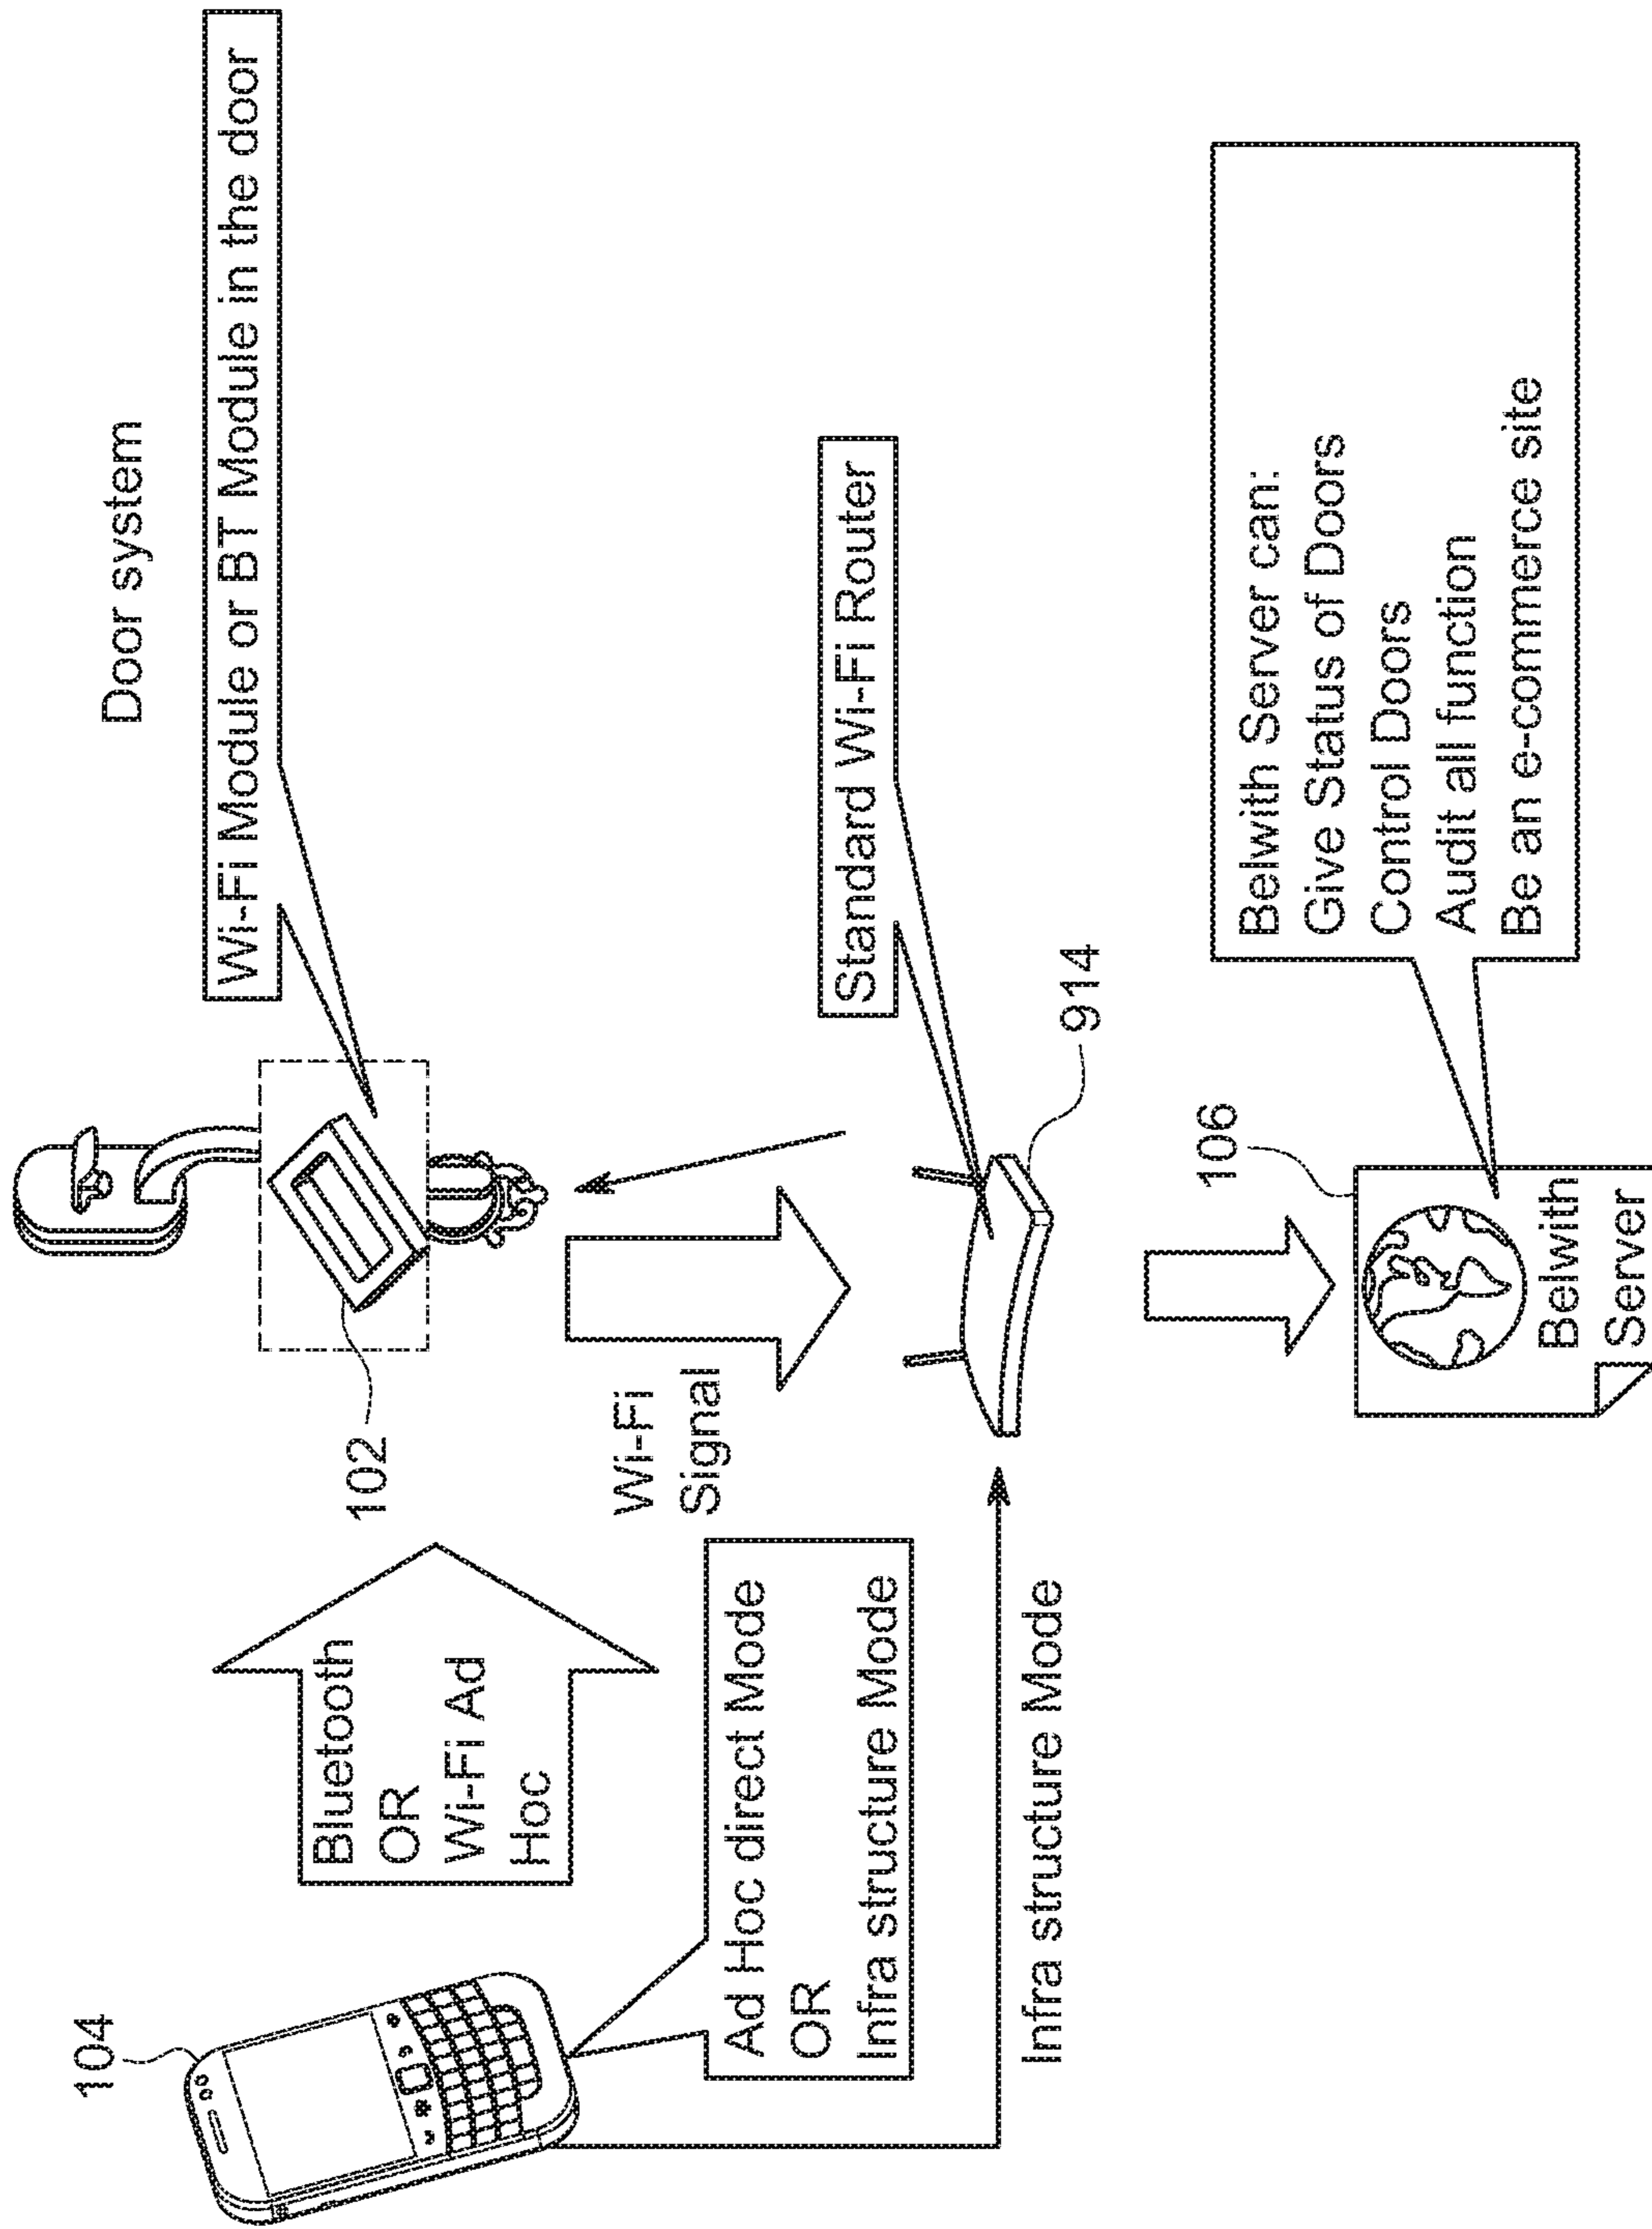 Door system
Wi-Fi Module or BT Module in the door
104
Bluetooth
OR
Wi-Fi Ad
Hoc
102
Wi-Fi
Signal
Ad Hoc direct Mode
OR
Infra structure Mode
Standard Wi-Fi Router
Infra structure Mode
914
106
Belwith Server can:
Give Status of Doors
Control Doors
Audit all function
Be an e-commerce site
Belwith
Server